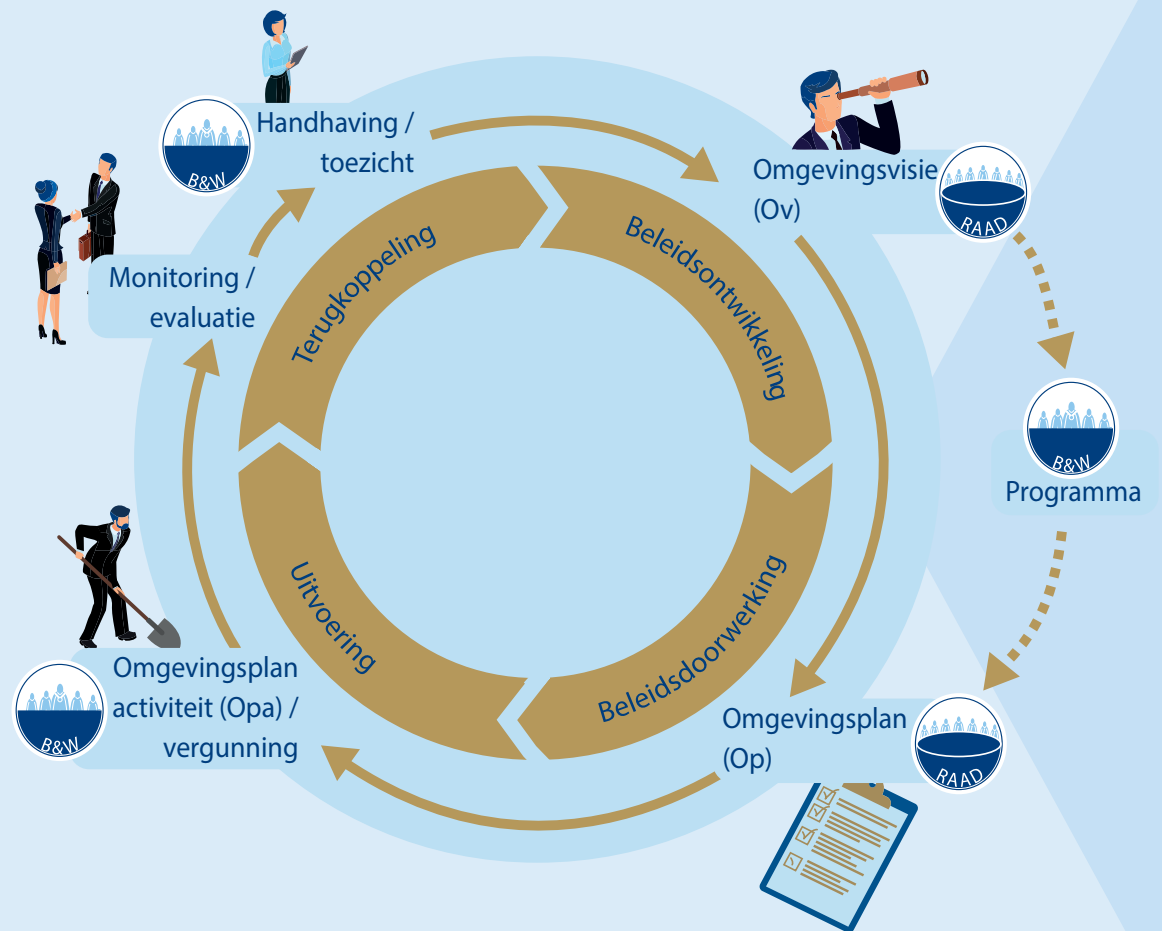 Handhaving /
toezicht
B&W
Omgevingsvisie
(Ov)
RAAD
Monitoring /
evaluatie
Terugkoppeling
Beleidsontwikkeling
B&W
Programma
Uitvoering
Beleidsdoorwerking
Omgevingsplan
activiteit (Opa) /
vergunning
B&W
Omgevingsplan
(Op)
RAAD